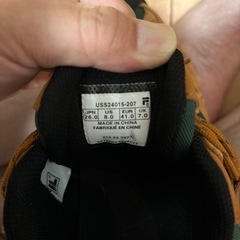 US524015-207
JPN US EUR UK
26.0 8.0 41.0 7.0
MADE IN CHINA
FABRIQUÉ EN CHINE